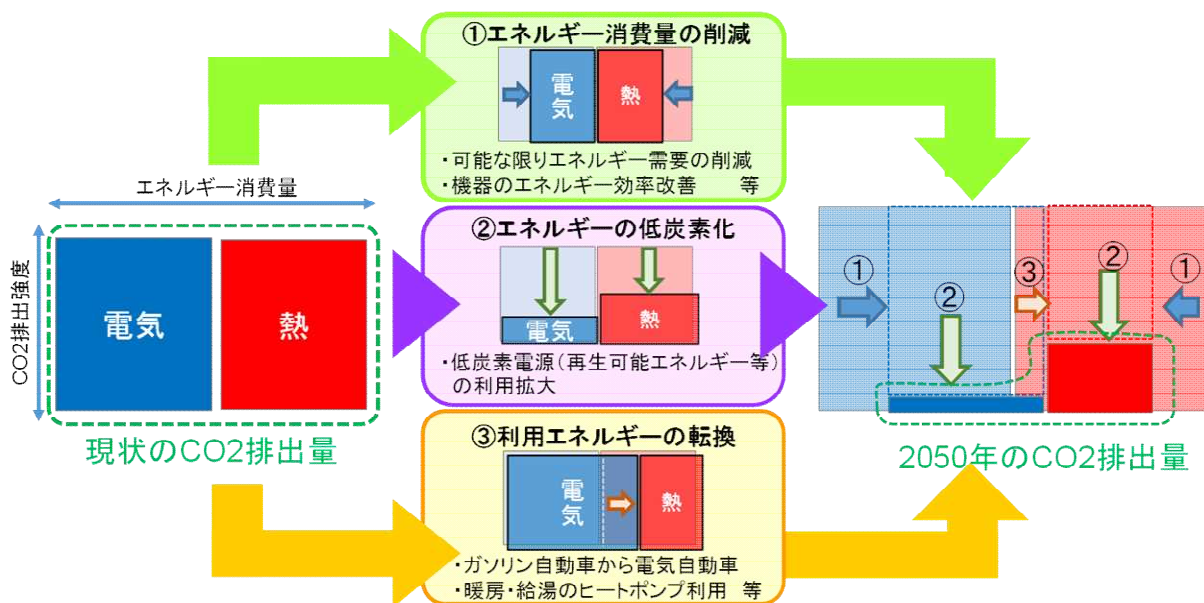 エネルギー消費量
CO2排出強度
電気
熱
現状のCO2排出量
①エネルギー消費量の削減
電気
熱
・可能な限りエネルギー需要の削減
・機器のエネルギー効率改善 等
②エネルギーの低炭素化
電気
熱
・低炭素電源(再生可能エネルギー等)
の利用拡大
③利用エネルギーの転換
電気
熱
・ガソリン自動車から電気自動車
・暖房・給湯のヒートポンプ利用 等
①
②
③
②
①
2050年のCO2排出量